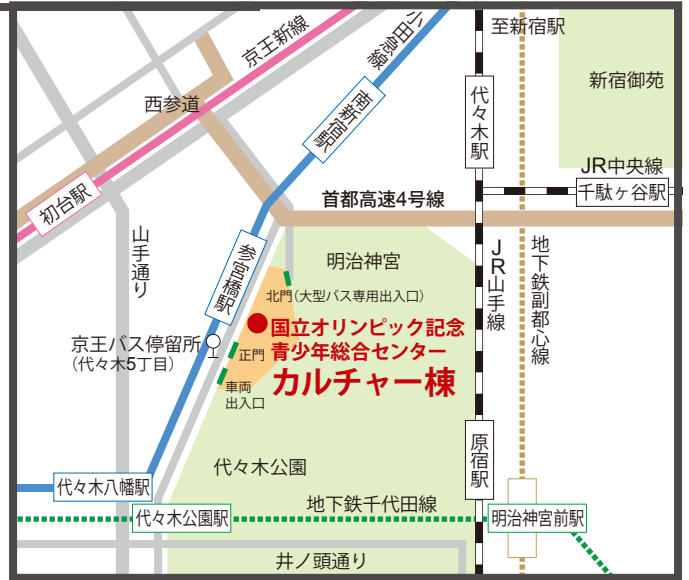 小田急線
至新宿駅
京王新線
新宿御苑
西参道
南新宿駅
代々木駅
JR中央線
千駄ヶ谷駅
初台駅
首都高速4号線
山手通り
参宮橋駅
明治神宮
JR山手線
地下鉄副都心線
北門（大型バス専用出入口）
国立オリンピック記念
青少年総合センター
カルチャー棟
京王バス停留所
（代々木5丁目）
正門
車両
出入口
原宿駅
代々木公園
代々木八幡駅
地下鉄千代田線
代々木公園駅
明治神宮前駅
井ノ頭通り